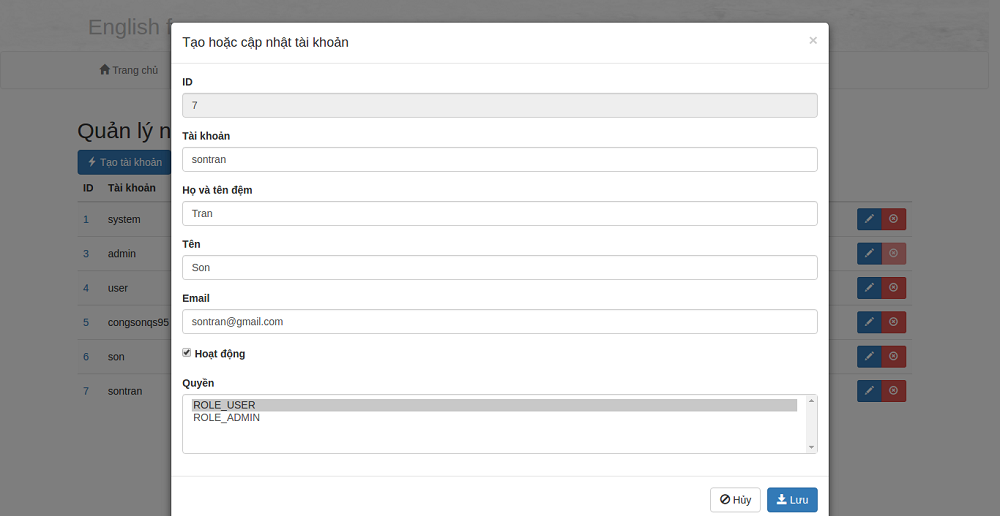 English f
Trang chủ
Quản lý n
Tạo tài khoản
ID Tài khoản
1 system
3 admin
4 user
5 congsonqs95
6 son
7 sontran
Tạo hoặc cập nhật tài khoản
×
ID
7
Tài khoản
sontran
Họ và tên đệm
Tran
Tên
Son
Email
sontran@gmail.com
Hoạt động
Quyền
ROLE_USER
ROLE_ADMIN
Hủy Lưu